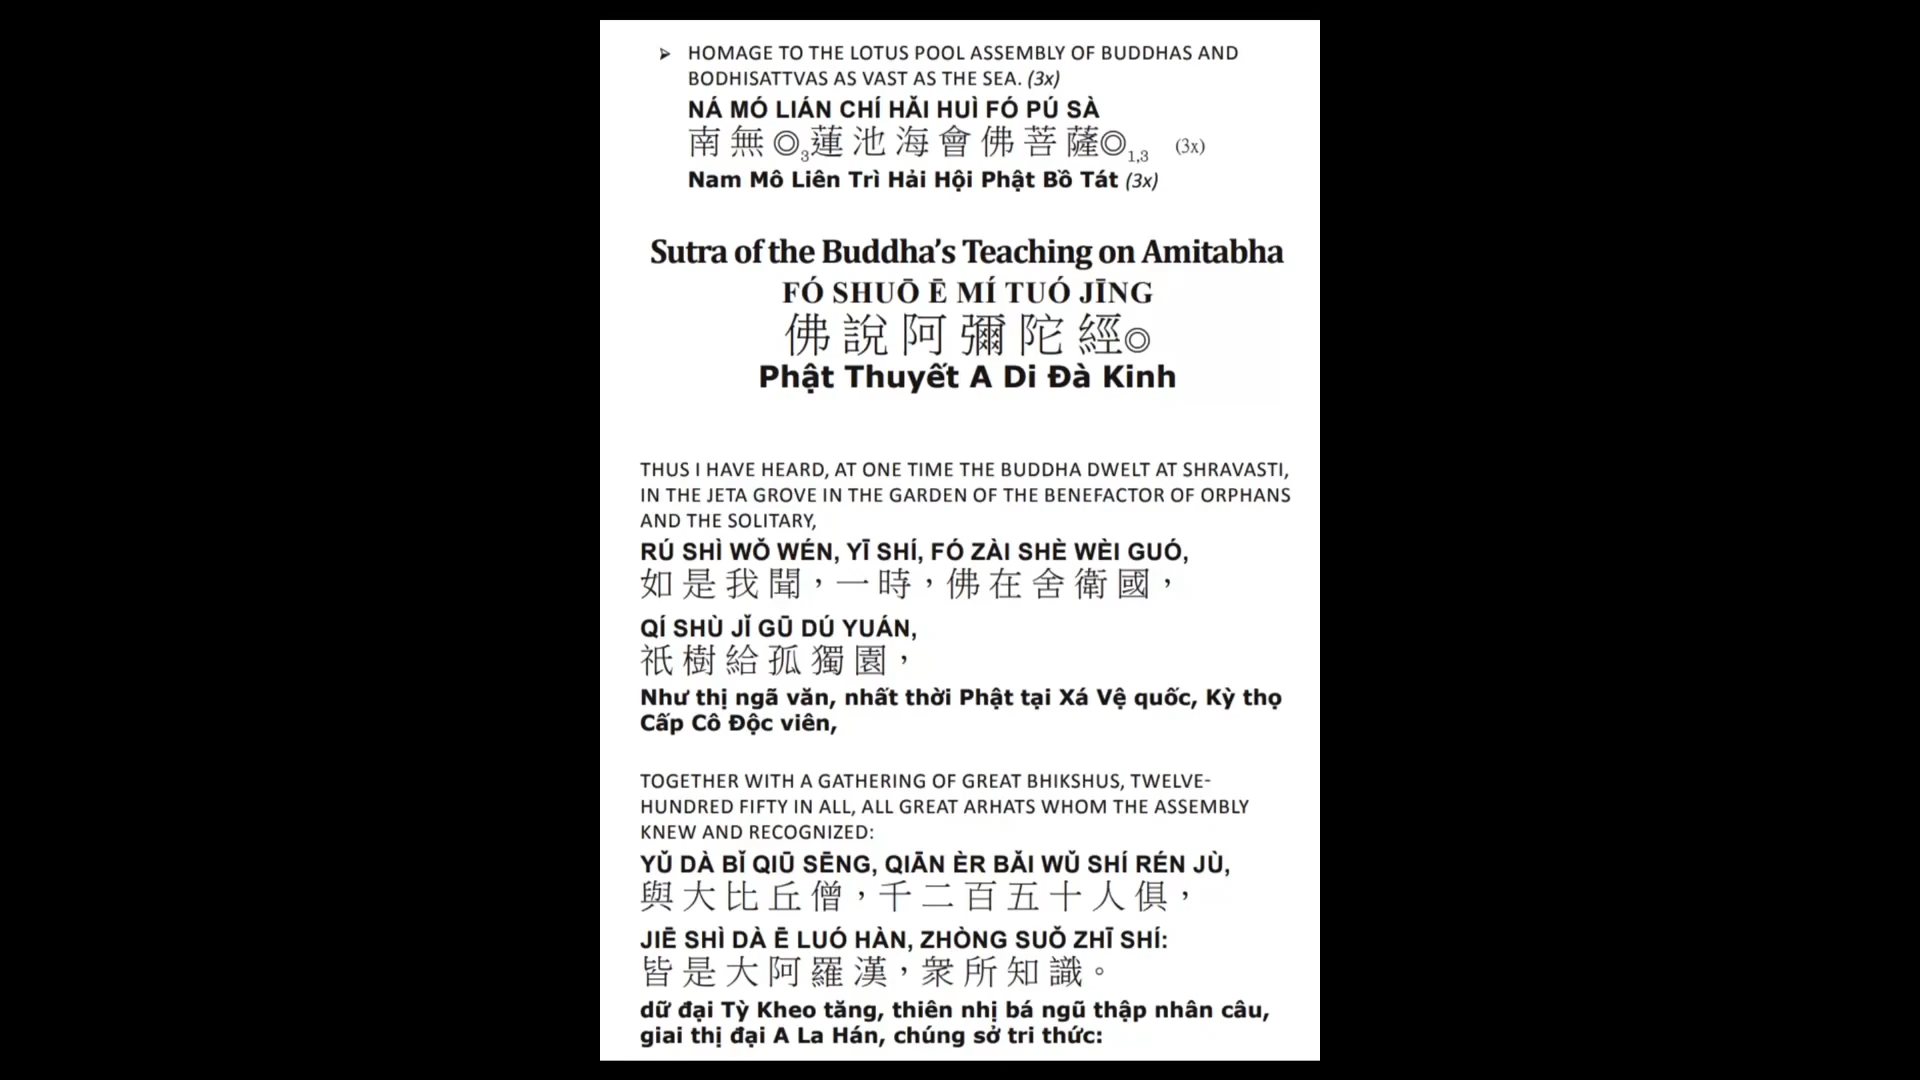 ➢ HOMAGE TO THE LOTUS POOL ASSEMBLY OF BUDDHAS AND
BODHISATTVAS AS VAST AS THE SEA. (3x)
NÁ MÓ LIÁN CHÍ HǍI HUÌ FÓ PÚ SÀ
南無◎3蓮池海會佛菩薩◎1,3 (3x)
Nam Mô Liên Trì Hải Hội Phật Bồ Tát (3x)
Sutra of the Buddha’s Teaching on Amitabha
FÓ SHUŌ Ē MÍ TUÓ JĪNG
佛說阿彌陀經◎
Phật Thuyết A Di Đà Kinh
THUS I HAVE HEARD, AT ONE TIME THE BUDDHA DWELT AT SHRAVASTI,
IN THE JETA GROVE IN THE GARDEN OF THE BENEFACTOR OF ORPHANS
AND THE SOLITARY,
RÚ SHÌ WǑ WÉN, YĪ SHÍ, FÓ ZÀI SHÈ WÈI GUÓ,
如是我聞，一時，佛在舍衛國，
QÍ SHÙ JǏ GŪ DÚ YUÁN,
祇樹給孤獨園，
Như thị ngã văn, nhất thời Phật tại Xá Vệ quốc, Kỳ thọ
Cấp Cô Độc viên,
TOGETHER WITH A GATHERING OF GREAT BHIKSHUS, TWELVE-
HUNDRED FIFTY IN ALL, ALL GREAT ARHATS WHOM THE ASSEMBLY
KNEW AND RECOGNIZED:
YǓ DÀ BǏ QIŪ SĒNG, QIĀN ÈR BǍI WǓ SHÍ RÉN JÙ,
與大比丘僧，千二百五十人俱，
JIĒ SHÌ DÀ Ē LUÓ HÀN, ZHÒNG SUǑ ZHĪ SHÍ:
皆是大阿羅漢，衆所知識。
dữ đại Tỳ Kheo tăng, thiên nhị bá ngũ thập nhân câu,
giai thị đại A La Hán, chúng sở tri thức: